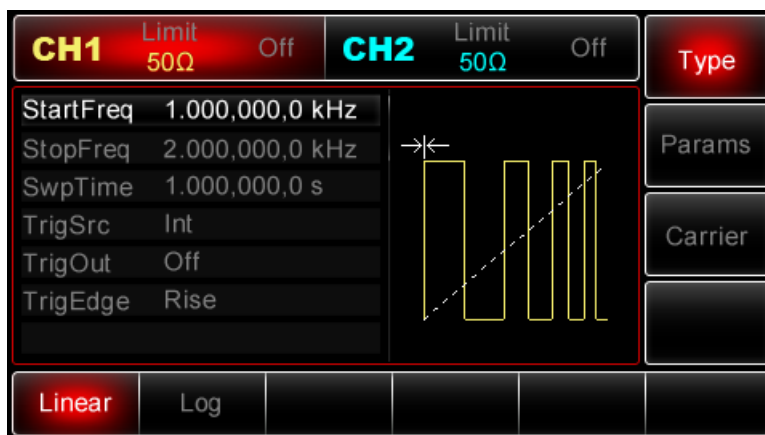 CH1 Limit 50Ω Off CH2 Limit 50Ω Off Type
StartFreq 1.000,000,0 kHz
StopFreq 2.000,000,0 kHz
Params
SwpTime 1.000,000,0 s
TrigSrc Int
Carrier
TrigOut Off
TrigEdge Rise
Linear Log